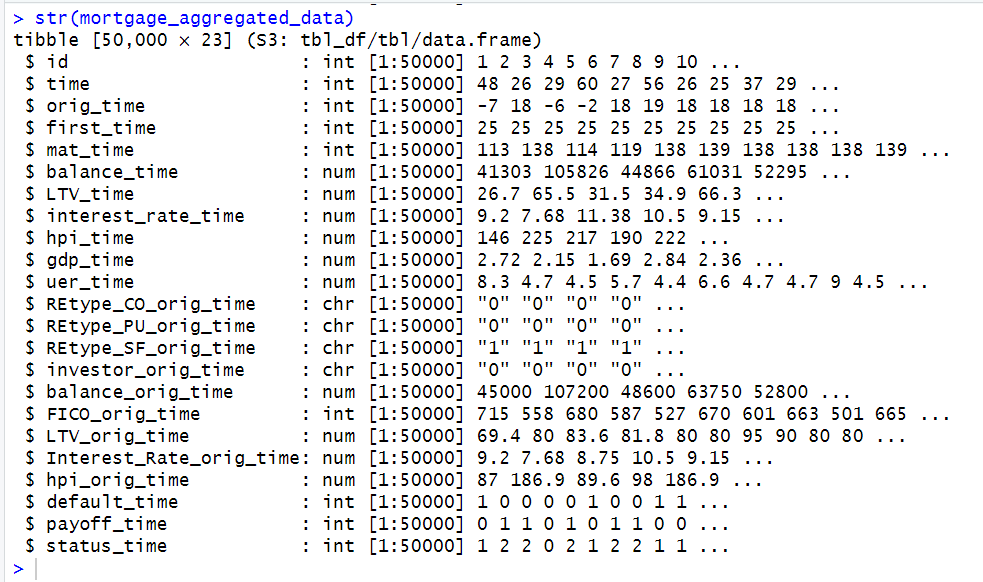 > str(mortgage_aggregated_data)
tibble [50,000 × 23] (S3: tbl_df/tbl/data.frame)
 $ id                     : int [1:50000] 1 2 3 4 5 6 7 8 9 10 ...
 $ time                   : int [1:50000] 48 26 29 60 27 56 26 25 37 29 ...
 $ orig_time              : int [1:50000] -7 18 -6 -2 18 19 18 18 18 18 ...
 $ first_time             : int [1:50000] 25 25 25 25 25 25 25 25 25 25 ...
 $ mat_time               : int [1:50000] 113 138 114 119 138 139 138 138 138 139 ...
 $ balance_time           : num [1:50000] 41303 105826 44866 61031 52295 ...
 $ LTV_time               : num [1:50000] 26.7 65.5 31.5 34.9 66.3 ...
 $ interest_rate_time     : num [1:50000] 9.2 7.68 11.38 10.5 9.15 ...
 $ hpi_time               : num [1:50000] 146 225 217 190 222 ...
 $ gdp_time               : num [1:50000] 2.72 2.15 1.69 2.84 2.36 ...
 $ uer_time               : num [1:50000] 8.3 4.7 4.5 5.7 4.4 6.6 4.7 4.7 9 4.5 ...
 $ REtype_CO_orig_time    : chr [1:50000] "0" "0" "0" "0" ...
 $ REtype_PU_orig_time    : chr [1:50000] "0" "0" "0" "0" ...
 $ REtype_SF_orig_time    : chr [1:50000] "1" "1" "1" "1" ...
 $ investor_orig_time     : chr [1:50000] "0" "0" "0" "0" ...
 $ balance_orig_time      : num [1:50000] 45000 107200 48600 63750 52800 ...
 $ FICO_orig_time         : int [1:50000] 715 558 680 587 527 670 601 663 501 665 ...
 $ LTV_orig_time          : num [1:50000] 69.4 80 83.6 81.8 80 80 95 90 80 80 ...
 $ Interest_Rate_orig_time: num [1:50000] 9.2 7.68 8.75 10.5 9.15 ...
 $ hpi_orig_time          : num [1:50000] 87 186.9 89.6 98 186.9 ...
 $ default_time           : int [1:50000] 1 0 0 0 0 1 0 0 1 1 ...
 $ payoff_time            : int [1:50000] 0 1 1 0 1 0 1 1 0 0 ...
 $ status_time            : int [1:50000] 1 2 2 0 2 1 2 2 1 1 ...
>